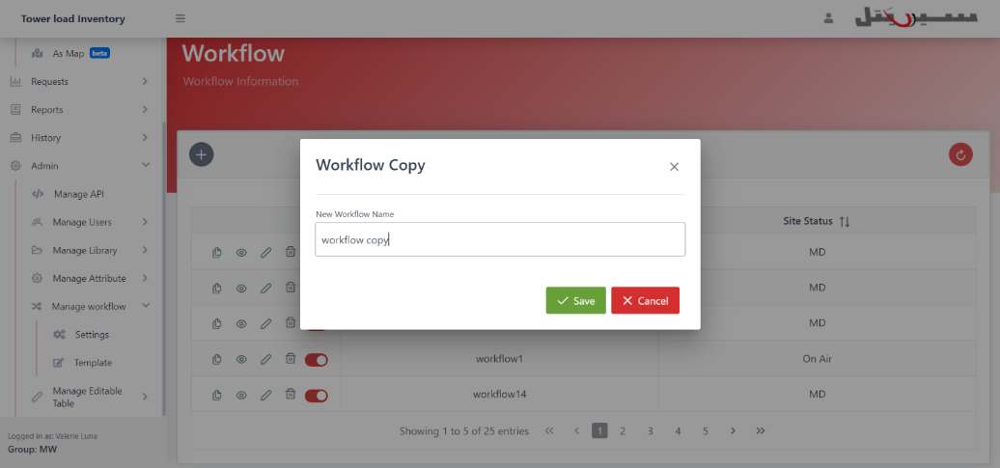 Tower load Inventory
سيريتل
As Map beta
Requests
Reports
History
Admin
Manage API
Manage Users
Manage Library
Manage Attribute
Manage workflow
Settings
Template
Manage Editable
Table
Logged in as: Valerie Luna
Group: MW
Workflow
Workflow Information
Workflow Copy
New Workflow Name
workflow copy
Save Cancel
Site Status
MD
MD
MD
workflow1 On Air
workflow14 MD
Showing 1 to 5 of 25 entries 1 2 3 4 5